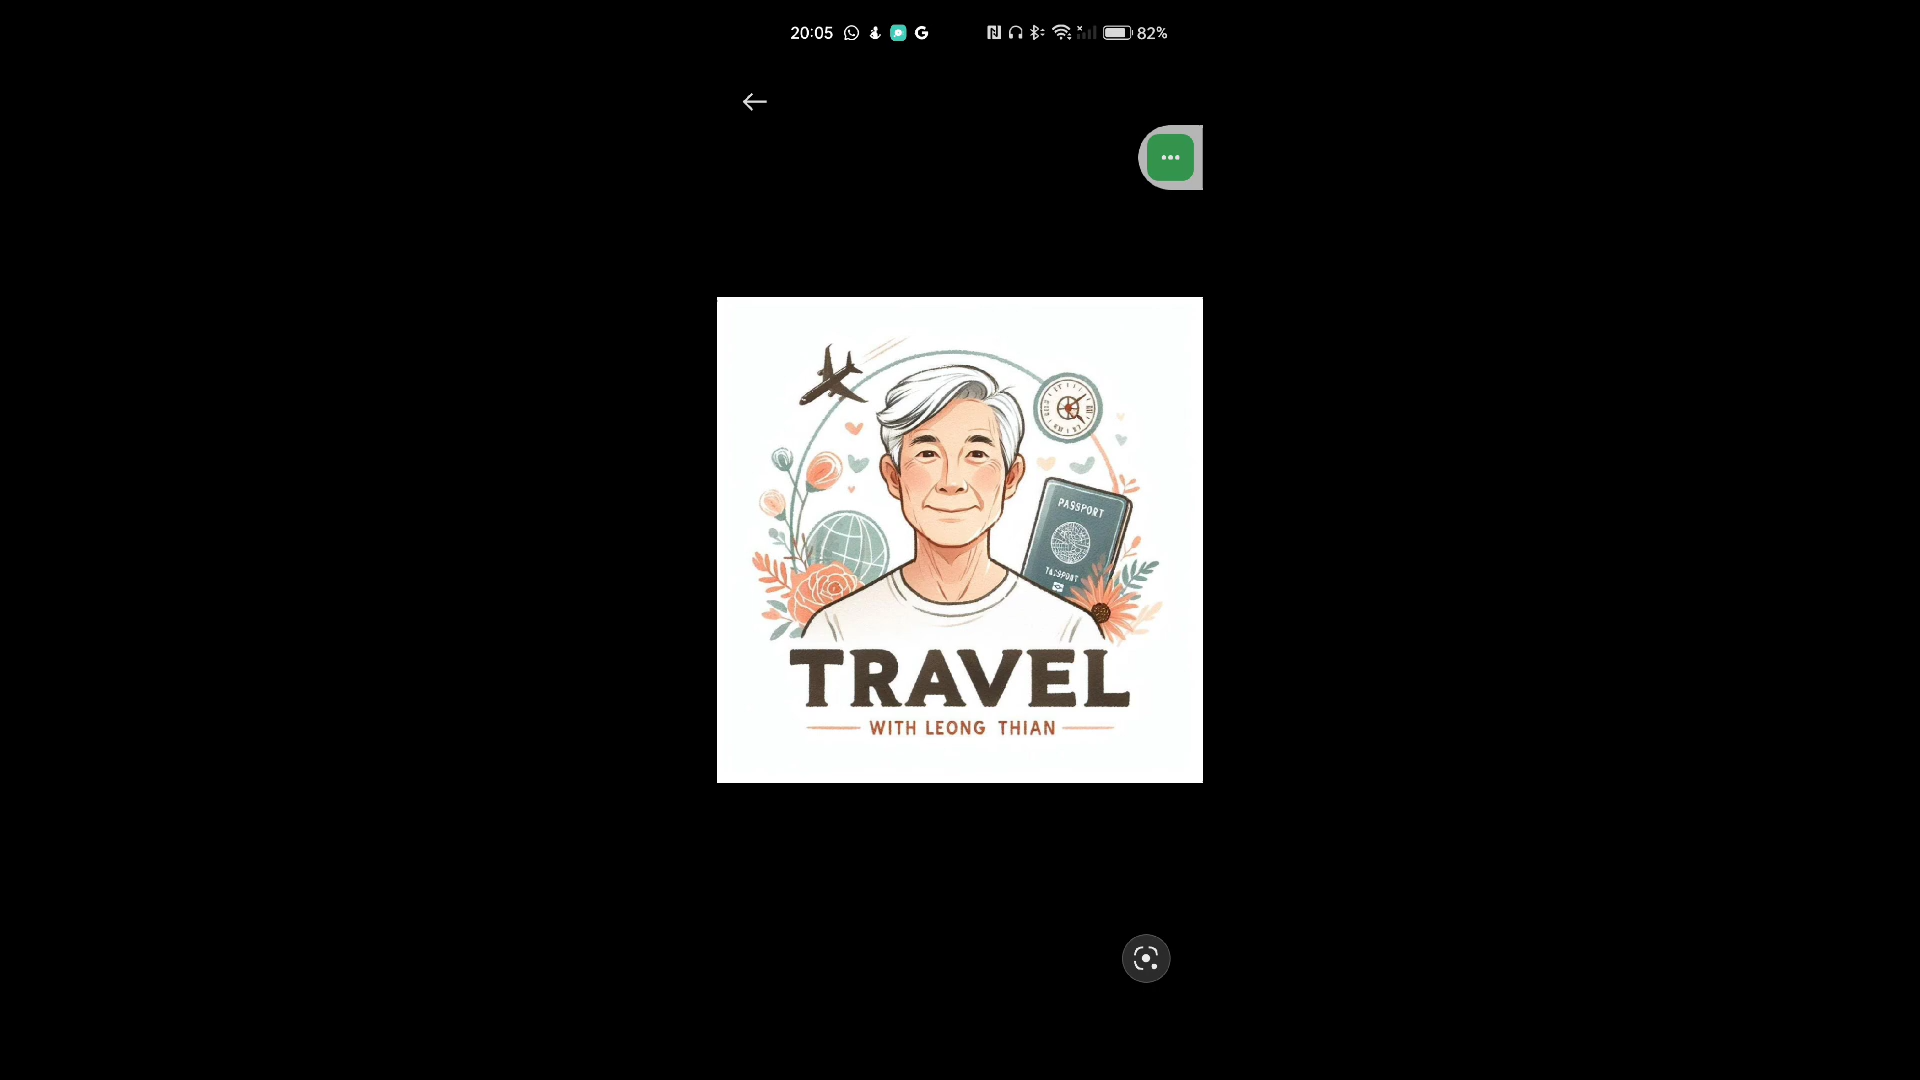 20:05
82%
PASSPORT
TRAVEL
WITH LEONG THIAN